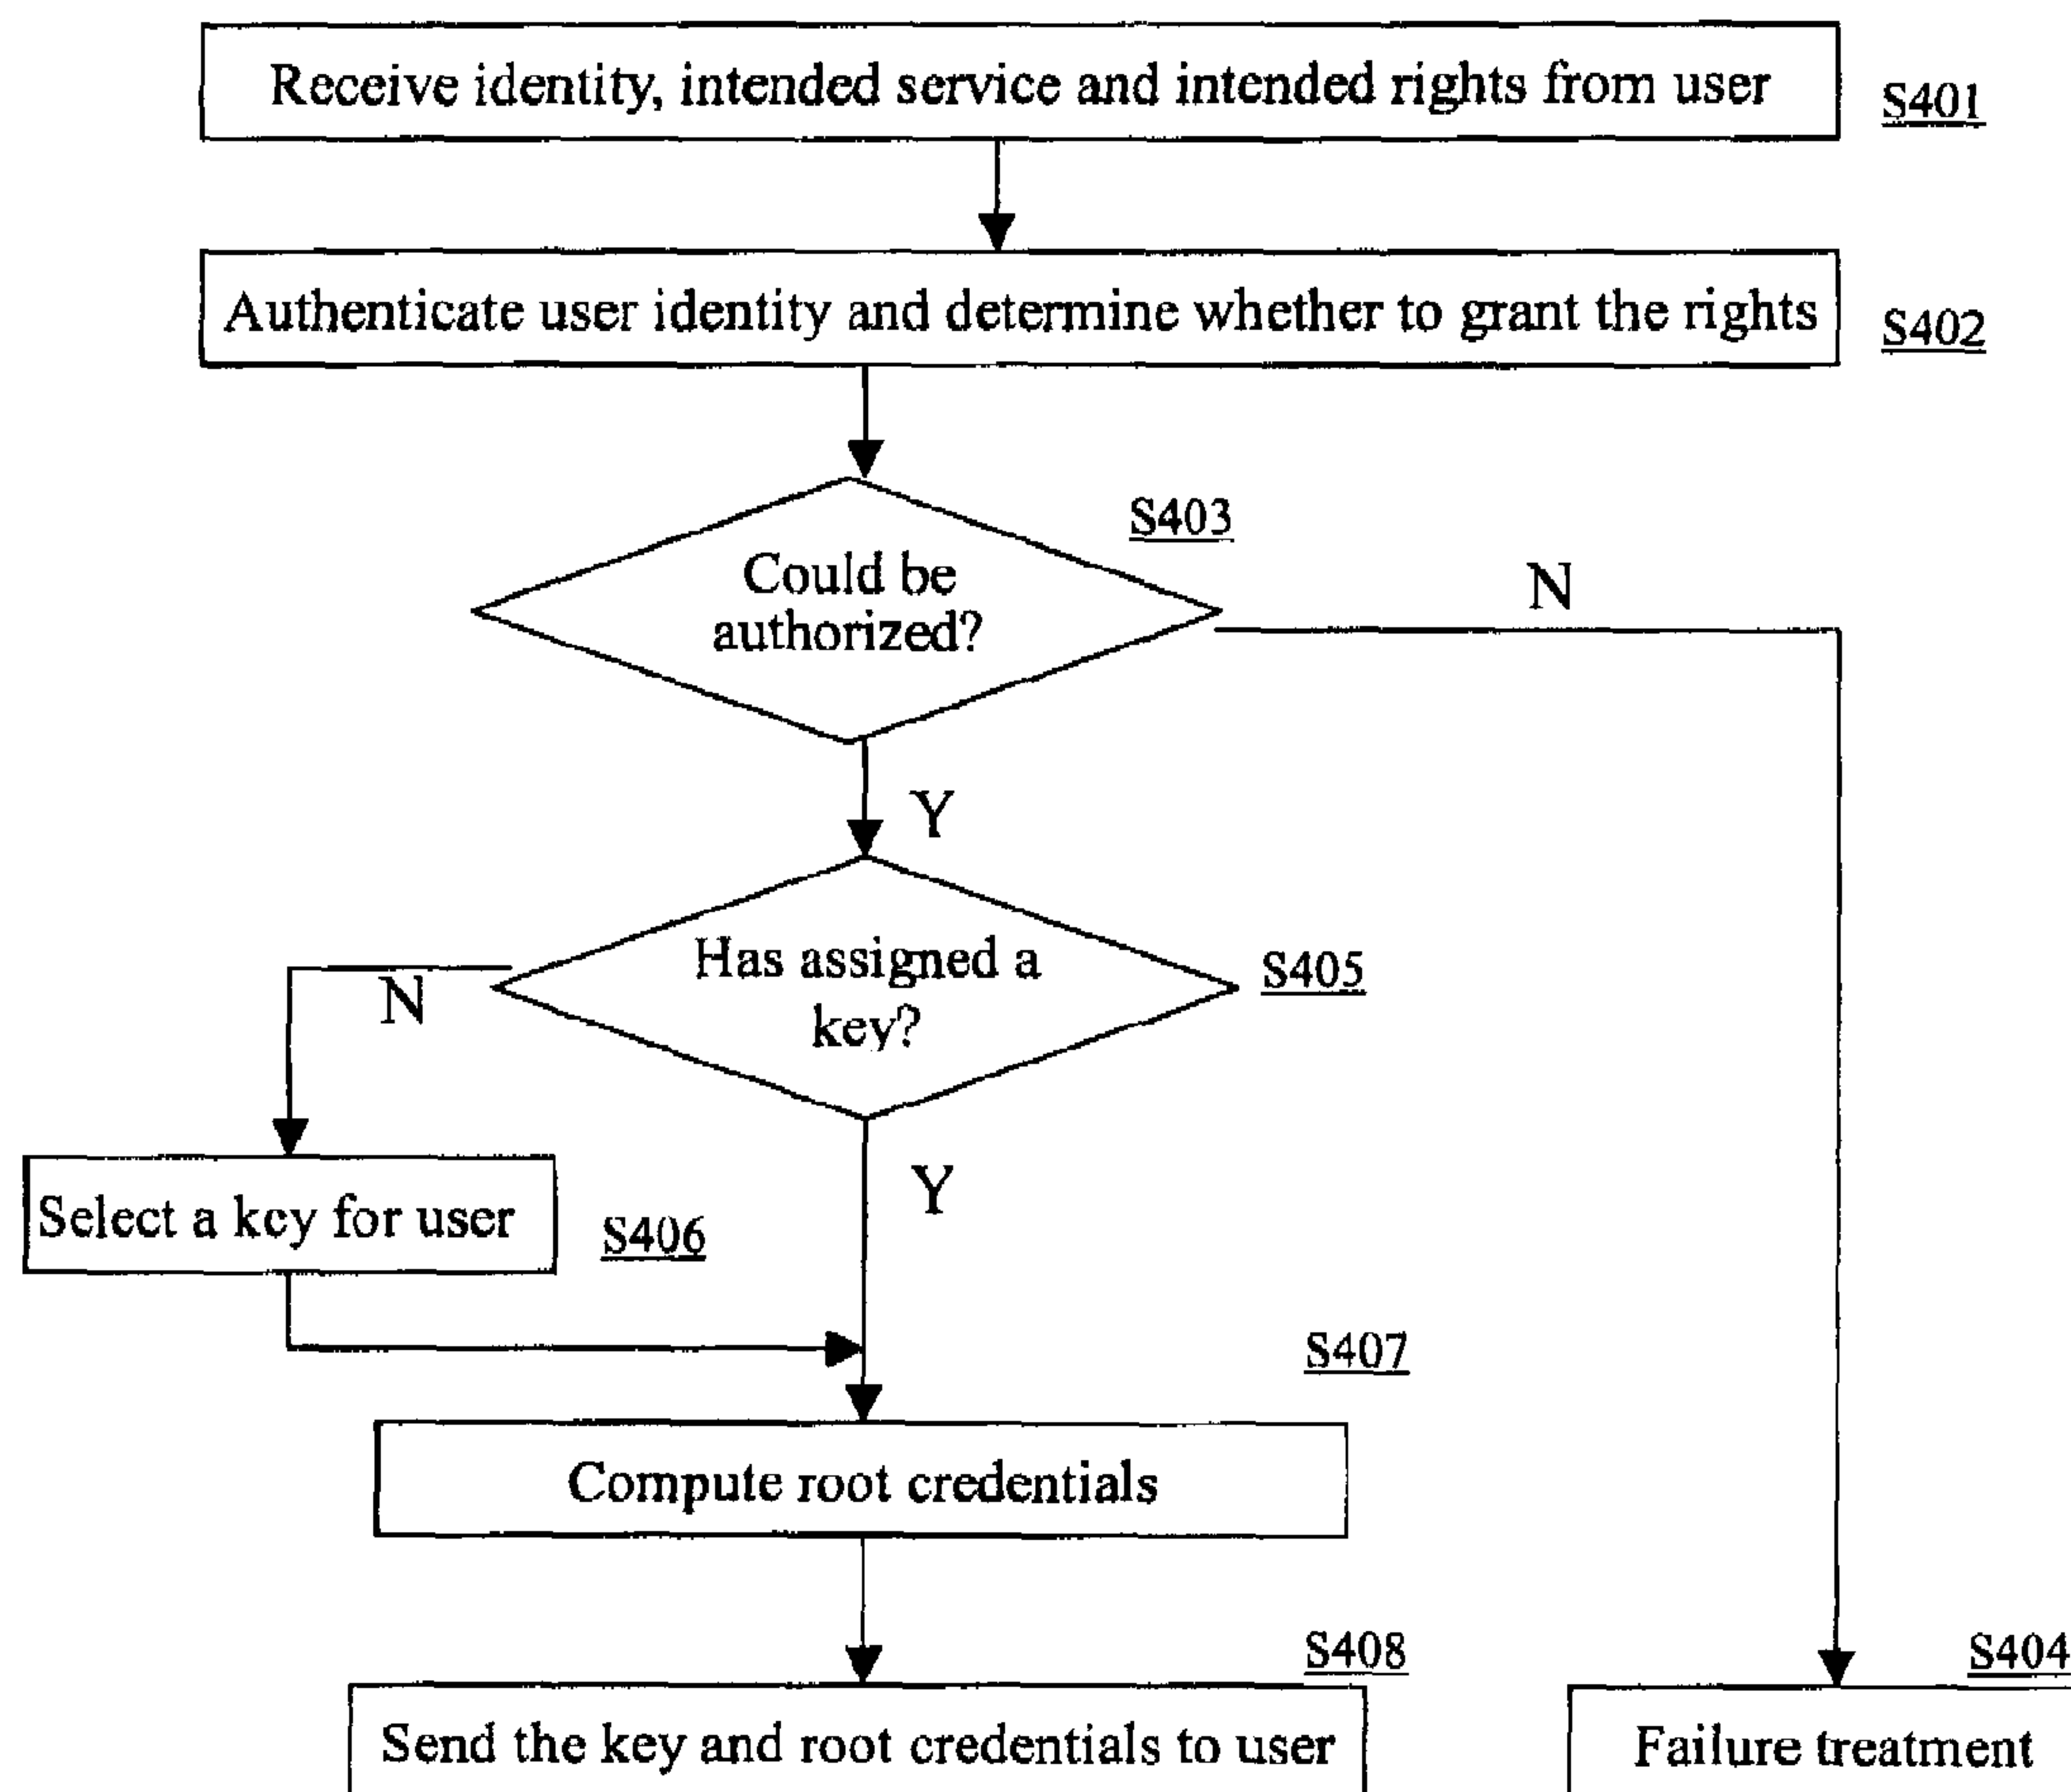 Receive identity, intended service and intended rights from user
S401
Authenticate user identity and determine whether to grant the rights
S402
S403
Could be
authorized?
N
Y
Has assigned a
key?
S405
N
Y
Select a key for user
S406
S407
Compute root credentials
S408
Send the key and root credentials to user
S404
Failure treatment